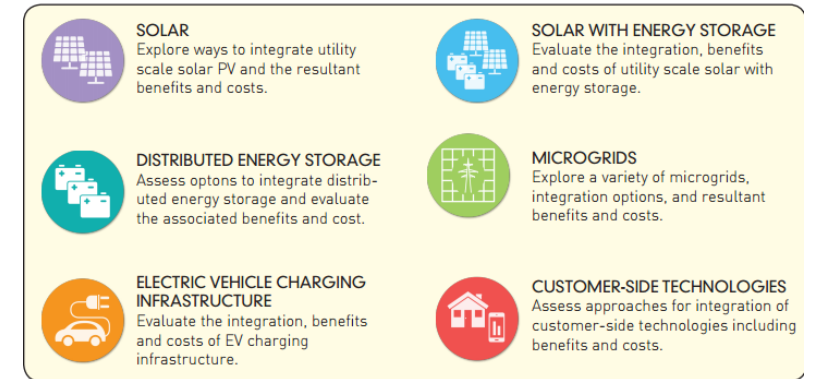 SOLAR
Explore ways to integrate utility
scale solar PV and the resultant
benefits and costs.
SOLAR WITH ENERGY STORAGE
Evaluate the integration, benefits
and costs of utility scale solar with
energy storage.
DISTRIBUTED ENERGY STORAGE
Assess optons to integrate distrib-
uted energy storage and evaluate
the associated benefits and cost.
MICROGRIDS
Explore a variety of microgrids,
integration options, and resultant
benefits and costs.
ELECTRIC VEHICLE CHARGING
INFRASTRUCTURE
Evaluate the integration, benefits
and costs of EV charging
infrastructure.
CUSTOMER-SIDE TECHNOLOGIES
Assess approaches for integration of
customer-side technologies including
benefits and costs.